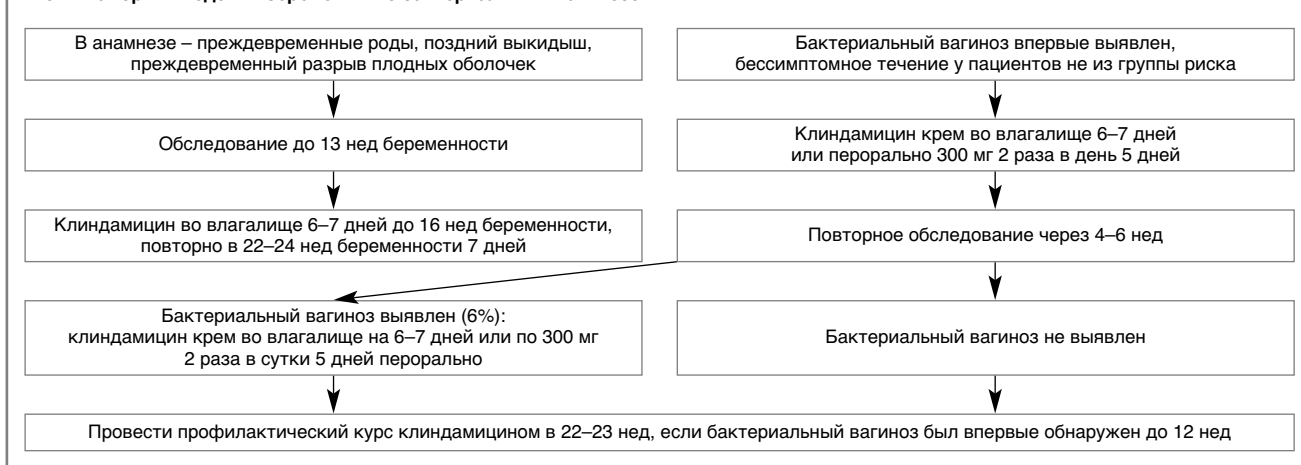 В анамнезе – преждевременные роды, поздний выкидыш,
преждевременный разрыв плодных оболочек
Обследование до 13 нед беременности
Клиндамицин во влагалище 6–7 дней до 16 нед беременности,
повторно в 22–24 нед беременности 7 дней
Бактериальный вагиноз впервые выявлен,
бессимптомное течение у пациентов не из группы риска
Клиндамицин крем во влагалище 6–7 дней
или перорально 300 мг 2 раза в день 5 дней
Повторное обследование через 4–6 нед
Бактериальный вагиноз выявлен (6%):
клиндамицин крем во влагалище на 6–7 дней или по 300 мг
2 раза в сутки 5 дней перорально
Бактериальный вагиноз не выявлен
Провести профилактический курс клиндамицином в 22–23 нед, если бактериальный вагиноз был впервые обнаружен до 12 нед